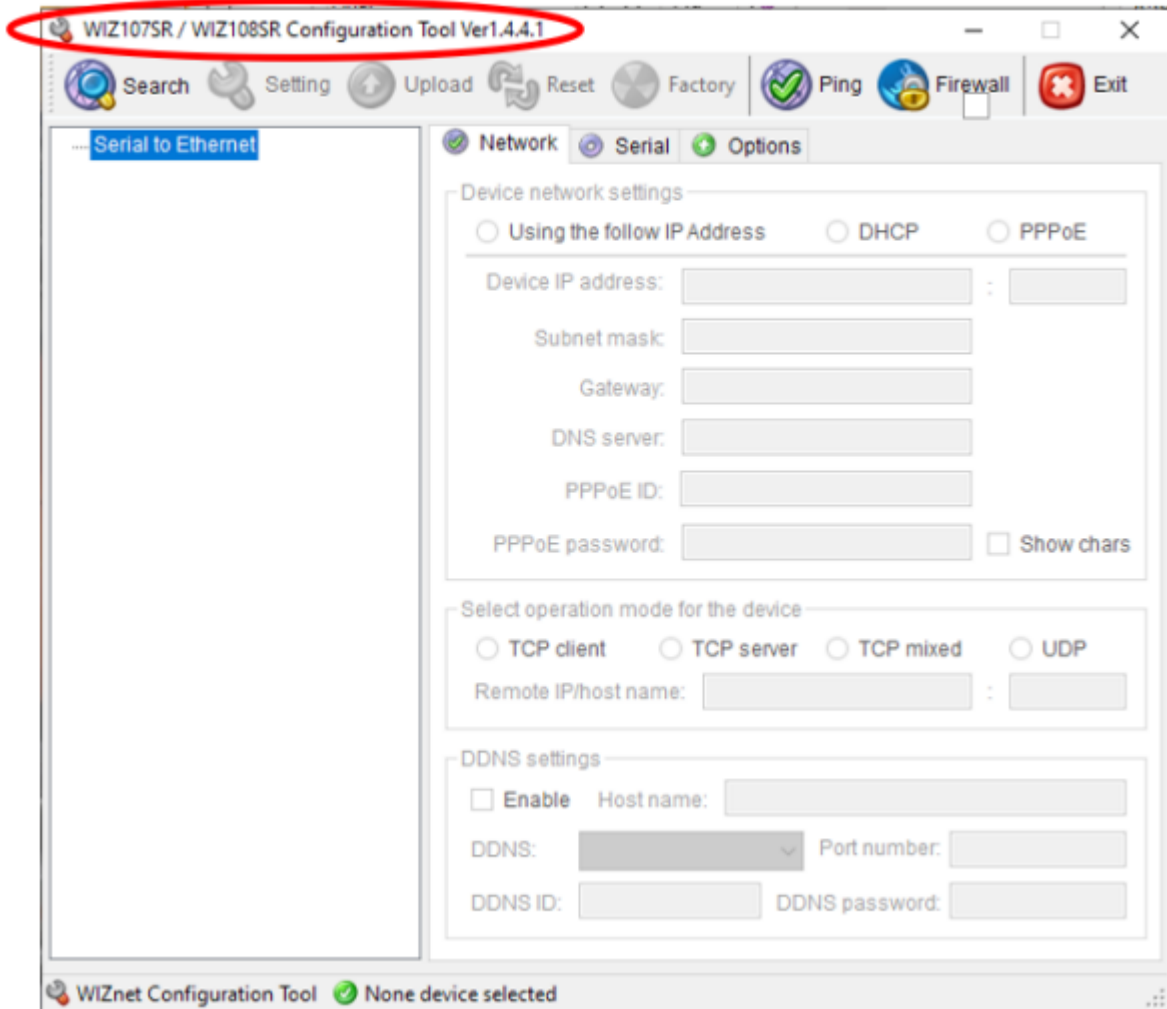 WIZ107SR / WIZ108SR Configuration Tool Ver1.4.4.1
Search Setting Upload Reset Factory Ping Firewall Exit
Serial to Ethernet
Network Serial Options
Device network settings
Using the follow IP Address DHCP PPPoE
Device IP address: :
Subnet mask:
Gateway:
DNS server:
PPPoE ID:
PPPoE password: Show chars
Select operation mode for the device
TCP client TCP server TCP mixed UDP
Remote IP/host name: :
DDNS settings
Enable Host name:
DDNS: Port number:
DDNS ID: DDNS password:
WIZnet Configuration Tool None device selected